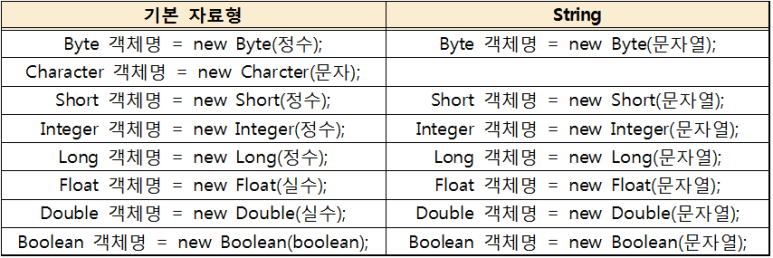 기본 자료형 String
Byte 객체명 = new Byte(정수); Byte 객체명 = new Byte(문자열);
Character 객체명 = new Charcter(문자);
Short 객체명 = new Short(정수); Short 객체명 = new Short(문자열);
Integer 객체명 = new Integer(정수); Integer 객체명 = new Integer(문자열);
Long 객체명 = new Long(정수); Long 객체명 = new Long(문자열);
Float 객체명 = new Float(실수); Float 객체명 = new Float(문자열);
Double 객체명 = new Double(실수); Double 객체명 = new Double(문자열);
Boolean 객체명 = new Boolean(boolean); Boolean 객체명 = new Boolean(문자열);